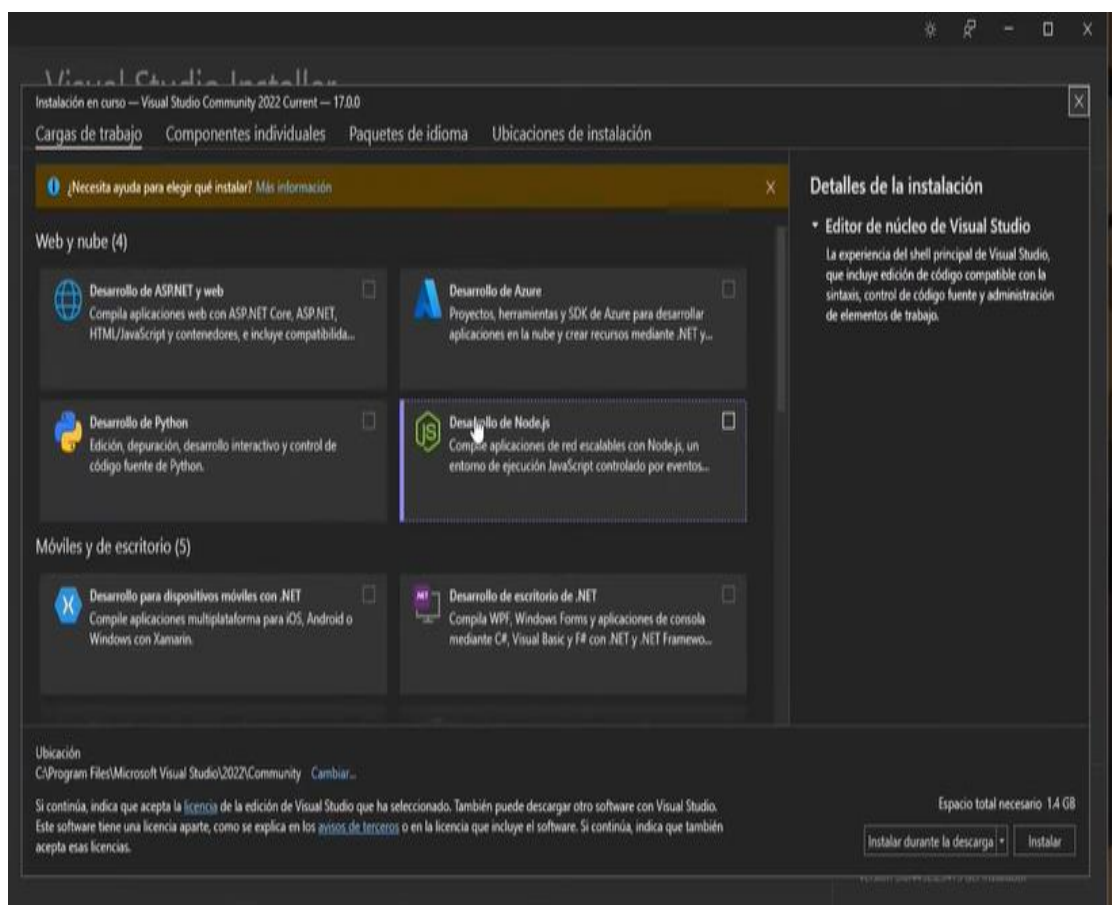 Visual Studio Installer
Instalación en curso — Visual Studio Community 2022 Current — 17.0.0
Cargas de trabajo Componentes individuales Paquetes de idioma Ubicaciones de instalación
¿Necesita ayuda para elegir qué instalar? Más información
Web y nube (4)
Desarrollo de ASP.NET y web
Compila aplicaciones web con ASP.NET Core, ASP.NET,
HTML/JavaScript y contenedores, e incluye compatibilida...
Desarrollo de Azure
Proyectos, herramientas y SDK de Azure para desarrollar
aplicaciones en la nube y crear recursos mediante .NET y...
Desarrollo de Python
Edición, depuración, desarrollo interactivo y control de
código fuente de Python.
JS
Desarrollo de Node.js
Compile aplicaciones de red escalables con Node.js, un
entorno de ejecución JavaScript controlado por eventos...
Móviles y de escritorio (5)
Desarrollo para dispositivos móviles con .NET
Compile aplicaciones multiplataforma para iOS, Android o
Windows con Xamarin.
Desarrollo de escritorio de .NET
Compila WPF, Windows Forms y aplicaciones de consola
mediante C#, Visual Basic y F# con .NET y .NET Framewo...
Detalles de la instalación
Editor de núcleo de Visual Studio
La experiencia del shell principal de Visual Studio,
que incluye edición de código compatible con la
sintaxis, control de código fuente y administración
de elementos de trabajo.
Ubicación
C:\Program Files\Microsoft Visual Studio\2022\Community Cambiar...
Si continúa, indica que acepta la licencia de la edición de Visual Studio que ha seleccionado. También puede descargar otro software con Visual Studio.
Este software tiene una licencia aparte, como se explica en los avisos de terceros o en la licencia que incluye el software. Si continúa, indica que también
acepta esas licencias.
Espacio total necesario 1.4 GB
Instalar durante la descarga Instalar